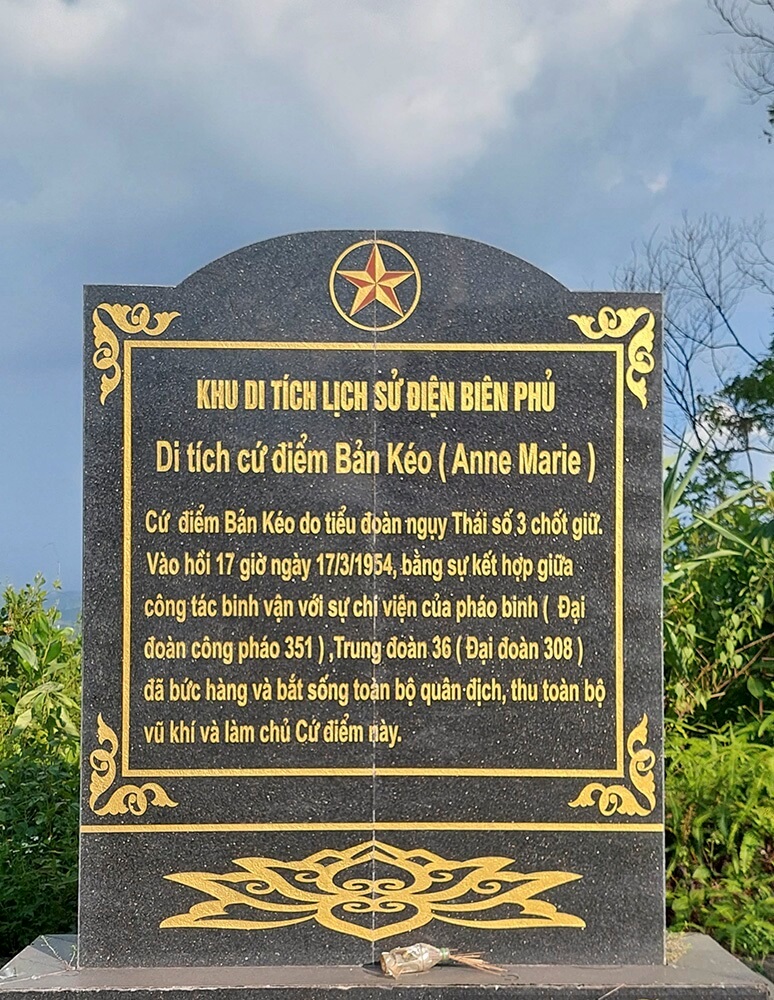 KHU DI TÍCH LỊCH SỬ ĐIỆN BIÊN PHỦ
Di tích cứ điểm Bản Kéo ( Anne Marie )
Cứ điểm Bản Kéo do tiểu đoàn ngụy Thái số 3 chốt giữ.
Vào hồi 17 giờ ngày 17/3/1954, bằng sự kết hợp giữa
công tác binh vận với sự chi viện của pháo binh ( Đại
đoàn công pháo 351 ) ,Trung đoàn 36 ( Đại đoàn 308 )
đã bức hàng và bắt sống toàn bộ quân địch, thu toàn bộ
vũ khí và làm chủ Cứ điểm này.